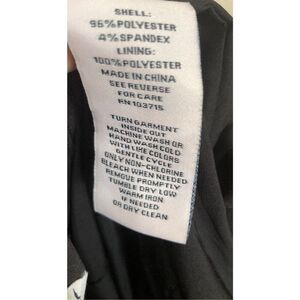 SHELL:
96%POLYESTER
4%SPANDEX
LINING:
100%POLYESTER
MADE IN CHINA
SEE REVERSE
FOR CARE
RN 103715
TURN GARMENT
INSIDE OUT
MACHINE WASH OR
HAND WASH COLD
WITH LIKE COLORS
GENTLE CYCLE
ONLY NON-CHLORINE
BLEACH WHEN NEEDED
REMOVE PROMPTLY
TUMBLE DRY LOW
WARM IRON
IF NEEDED
OR DRY CLEAN